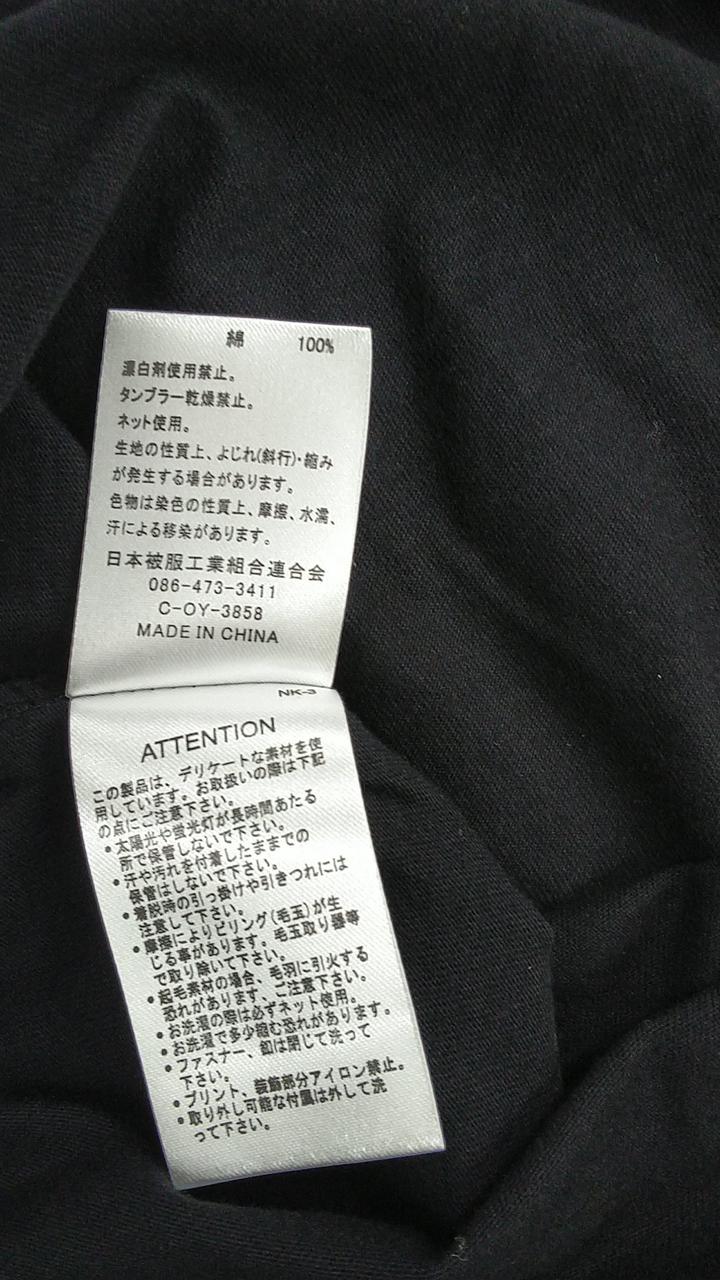 綿 100%
漂白剤使用禁止。
タンブラー乾燥禁止。
ネット使用。
生地の性質上、よじれ(斜行)・縮み
が発生する場合があります。
色物は染色の性質上、摩擦、水濡、
汗による移染があります。
日本被服工業組合連合会
086-473-3411
C-OY-3858
MADE IN CHINA
NK-3
ATTENTION
この製品は、デリケートな素材を使
用しています。お取扱いの際は下記
の点にご注意下さい。
•太陽光や蛍光灯が長時間あたる
所で保管しないで下さい。
•汗や汚れを付着したままでの
保管はしないで下さい。
•着脱時の引っ掛けや引きつれには
注意して下さい。
•摩擦によりピリング(毛玉)が生
じる事があります。毛玉取り器等
で取り除いて下さい。
•起毛素材の場合、毛羽に引火する
恐れがあります、ご注意下さい。
•お洗濯の際は必ずネット使用。
•お洗濯で多少縮む恐れがあります。
•ファスナー、釦は閉じて洗って
下さい。
•プリント、装飾部分アイロン禁止。
•取り外し可能な付属は外して洗
って下さい。